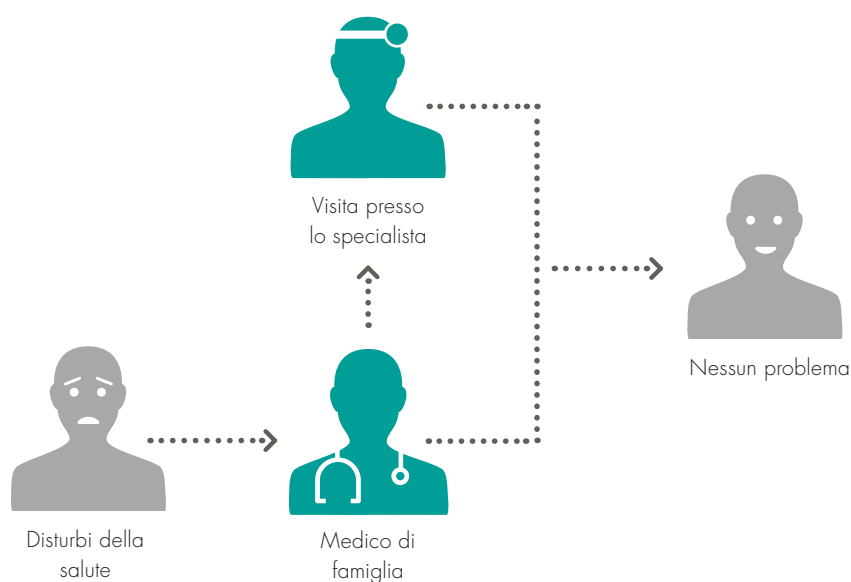 Visita presso
lo specialista
Nessun problema
Disturbi della
salute
Medico di
famiglia